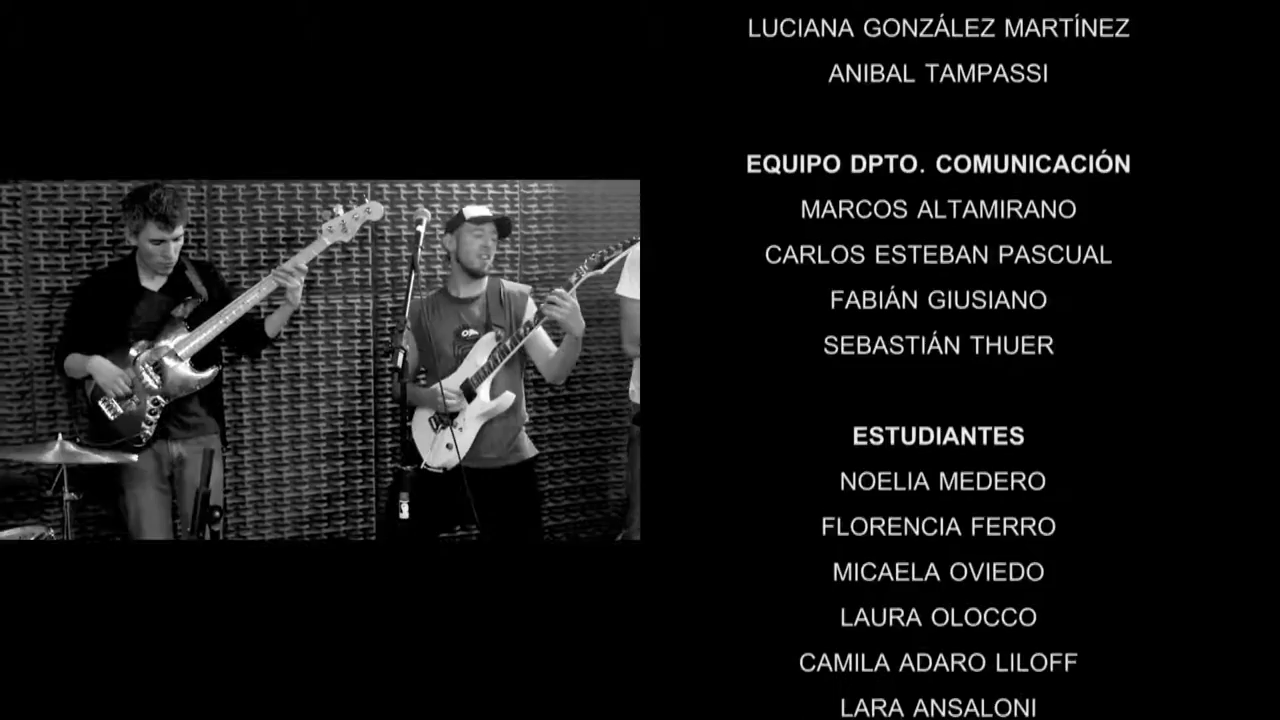 LUCIANA GONZÁLEZ MARTÍNEZ
ANIBAL TAMPASSI
EQUIPO DPTO. COMUNICACIÓN
MARCOS ALTAMIRANO
CARLOS ESTEBAN PASCUAL
FABIÁN GIUSIANO
SEBASTIÁN THUER
ESTUDIANTES
NOELIA MEDERO
FLORENCIA FERRO
MICAELA OVIEDO
LAURA OLOCCO
CAMILA ADARO LILOFF
LARA ANSALONI